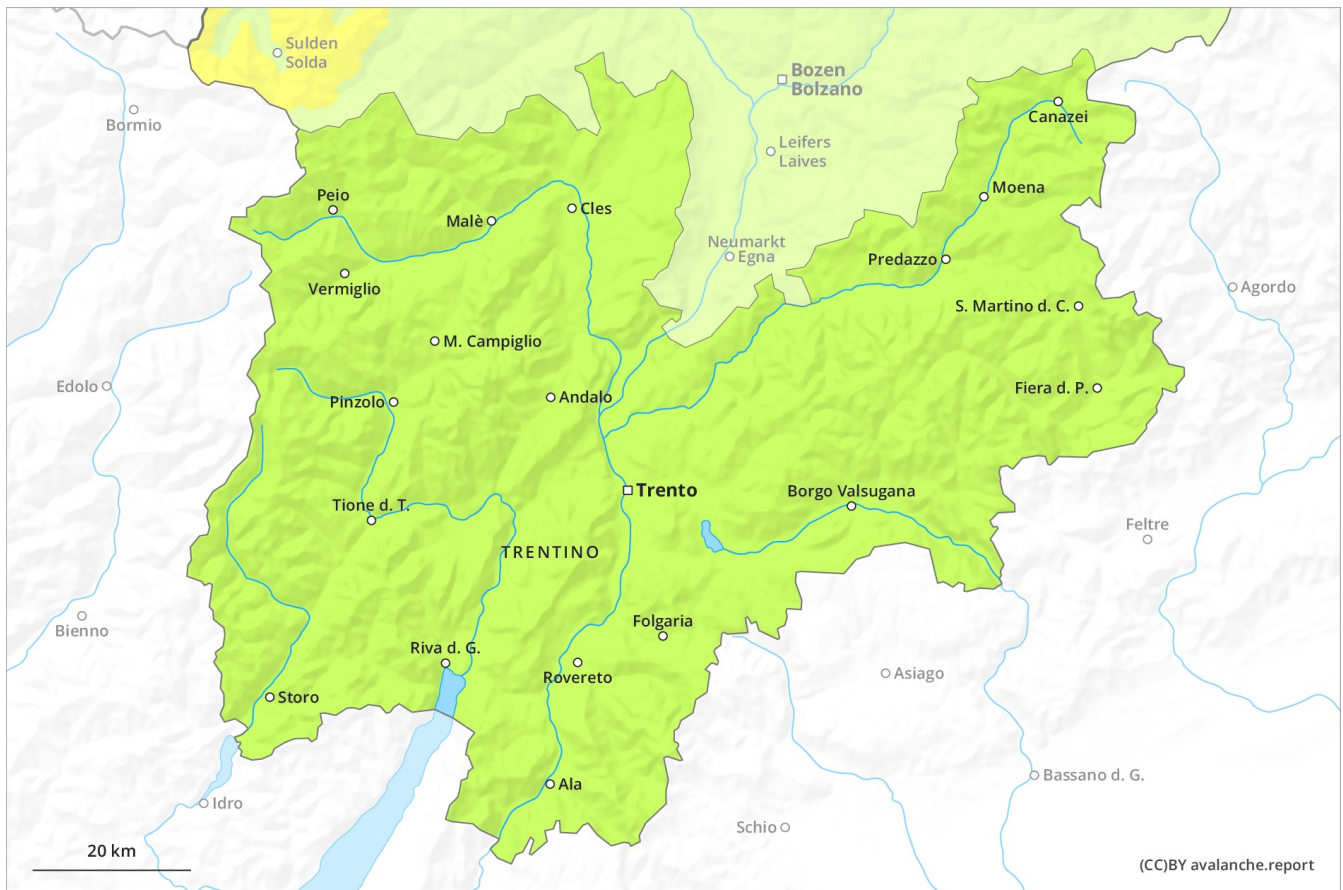 Sulden
Solda
Bozen
Bolzano
Bormio
Canazei
Leifers
Laives
Peio
Moena
Malè
Cles
Neumarkt
Egna
Predazzo
Vermiglio
Agordo
S. Martino d. C.
M. Campiglio
Edolo
Fiera d. P.
Pinzolo
Andalo
Trento
Borgo Valsugana
Tione d. T.
Feltre
TRENTINO
Bienno
Folgaria
Riva d. G.
Asiago
Rovereto
Storo
Bassano d. G.
Ala
Idro
Schio
20 km
(CC)BY avalanche.report